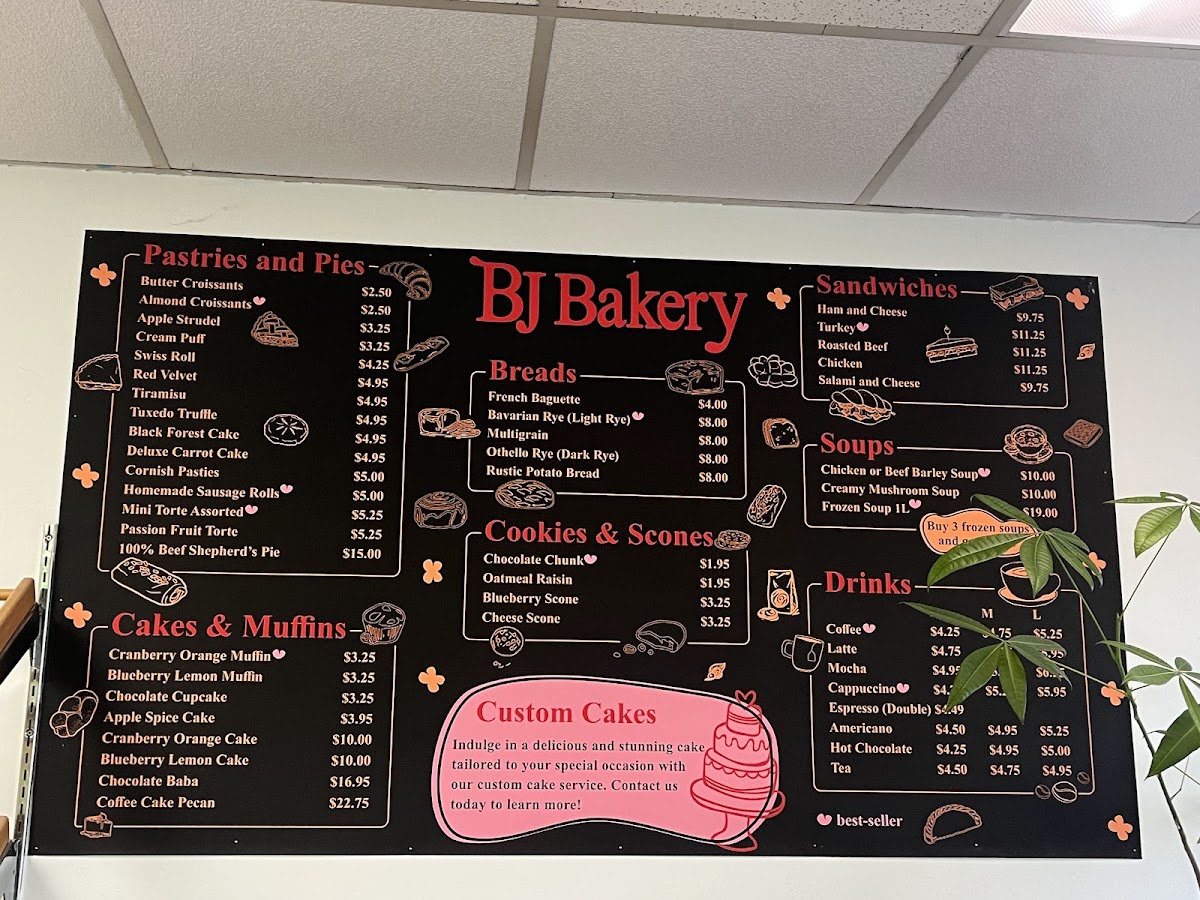 BJ Bakery
Pastries and Pies
Butter Croissants $2.50
Almond Croissants $2.50
Apple Strudel $3.25
Cream Puff $3.25
Swiss Roll $4.25
Red Velvet $4.95
Tiramisu $4.95
Tuxedo Truffle $4.95
Black Forest Cake $4.95
Deluxe Carrot Cake $4.95
Cornish Pasties $5.00
Homemade Sausage Rolls $5.00
Mini Torte Assorted $5.25
Passion Fruit Torte $5.25
100% Beef Shepherd's Pie $15.00
Cakes & Muffins
Cranberry Orange Muffin $3.25
Blueberry Lemon Muffin $3.25
Chocolate Cupcake $3.25
Apple Spice Cake $3.95
Cranberry Orange Cake $10.00
Blueberry Lemon Cake $10.00
Chocolate Baba $16.95
Coffee Cake Pecan $22.75
Breads
French Baguette $4.00
Bavarian Rye (Light Rye) $8.00
Multigrain $8.00
Othello Rye (Dark Rye) $8.00
Rustic Potato Bread $8.00
Cookies & Scones
Chocolate Chunk $1.95
Oatmeal Raisin $1.95
Blueberry Scone $3.25
Cheese Scone $3.25
Custom Cakes
Indulge in a delicious and stunning cake
tailored to your special occasion with
our custom cake service. Contact us
today to learn more!
Sandwiches
Ham and Cheese $9.75
Turkey $11.25
Roasted Beef $11.25
Chicken $11.25
Salami and Cheese $9.75
Soups
Chicken or Beef Barley Soup $10.00
Creamy Mushroom Soup $10.00
Frozen Soup 1L $19.00
Buy 3 frozen soups
and
Drinks
M L
Coffee $4.25 $5.25
Latte $4.75
Mocha
Cappuccino $5.95
Espresso (Double) $4.49
Americano $4.50 $4.95 $5.25
Hot Chocolate $4.25 $4.95 $5.00
Tea $4.50 $4.75 $4.95
best-seller